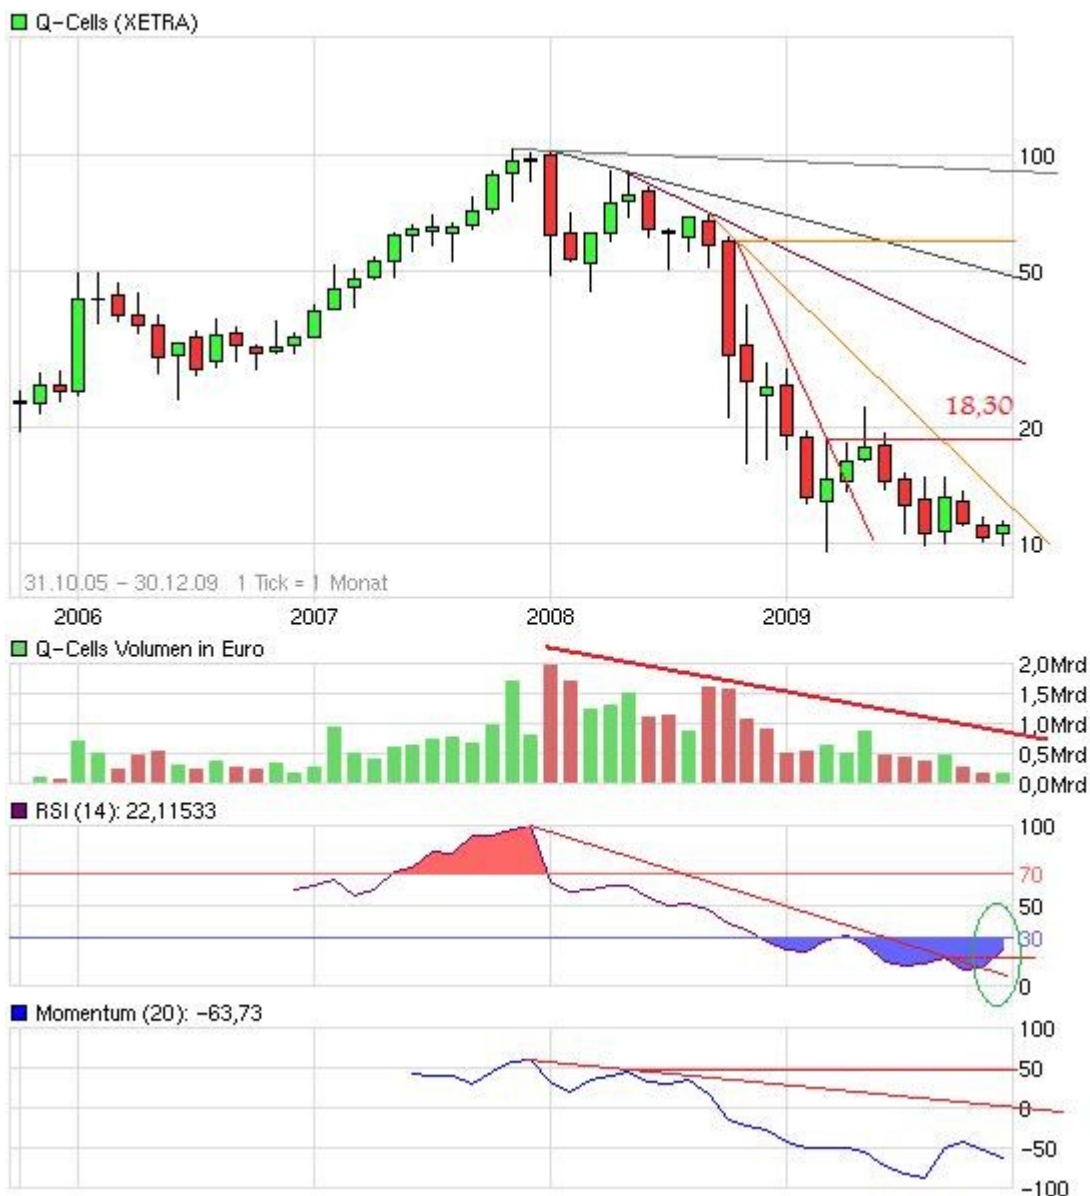 Q-Cells (XETRA)
100
50
18,30
20
10
31.10.05 - 30.12.09 1 Tick = 1 Monat
2006 2007 2008 2009
Q-Cells Volumen in Euro
2,0Mrd
1,5Mrd
1,0Mrd
0,5Mrd
0,0Mrd
RSI (14): 22,11533
100
70
50
30
0
Momentum (20): -63,73
100
50
0
-50
-100